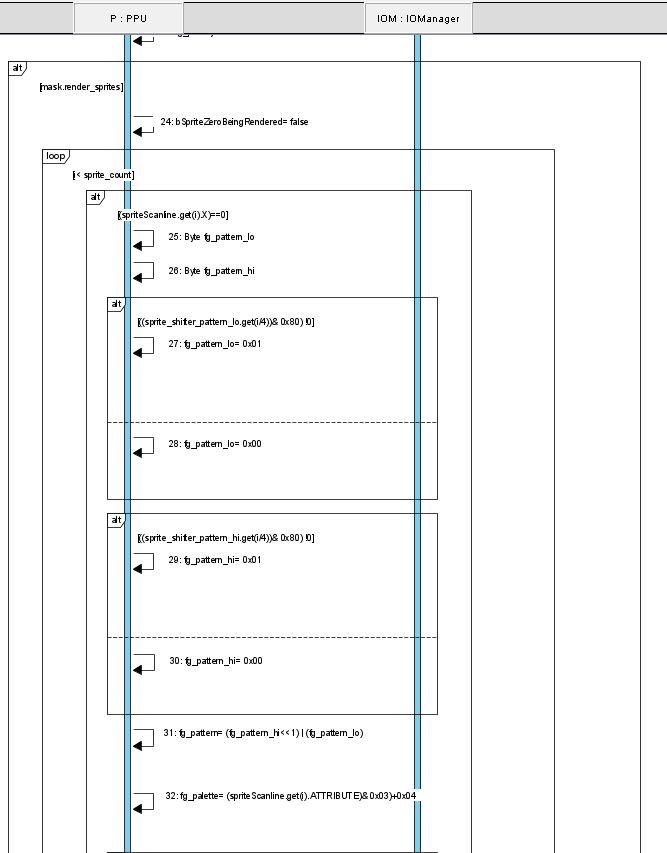 P : PPU
IOM : IOManager
alt
[mask.render_sprites]
24: bSpriteZeroBeingRendered= false
loop
[i< sprite_count]
alt
[(spriteScanline.get(i).X)==0]
25: Byte fg_pattern_lo
26: Byte fg_pattern_hi
alt
[((sprite_shifter_pattern_lo.get(i/4))& 0x80) !0]
27: fg_pattern_lo= 0x01
28: fg_pattern_lo= 0x00
alt
[((sprite_shifter_pattern_hi.get(i/4))& 0x80) !0]
29: fg_pattern_hi= 0x01
30: fg_pattern_hi= 0x00
31: fg_pattern= (fg_pattern_hi<<1) | (fg_pattern_lo)
32: fg_palette= (spriteScanline.get(i).ATTRIBUTE)& 0x03)+0x04